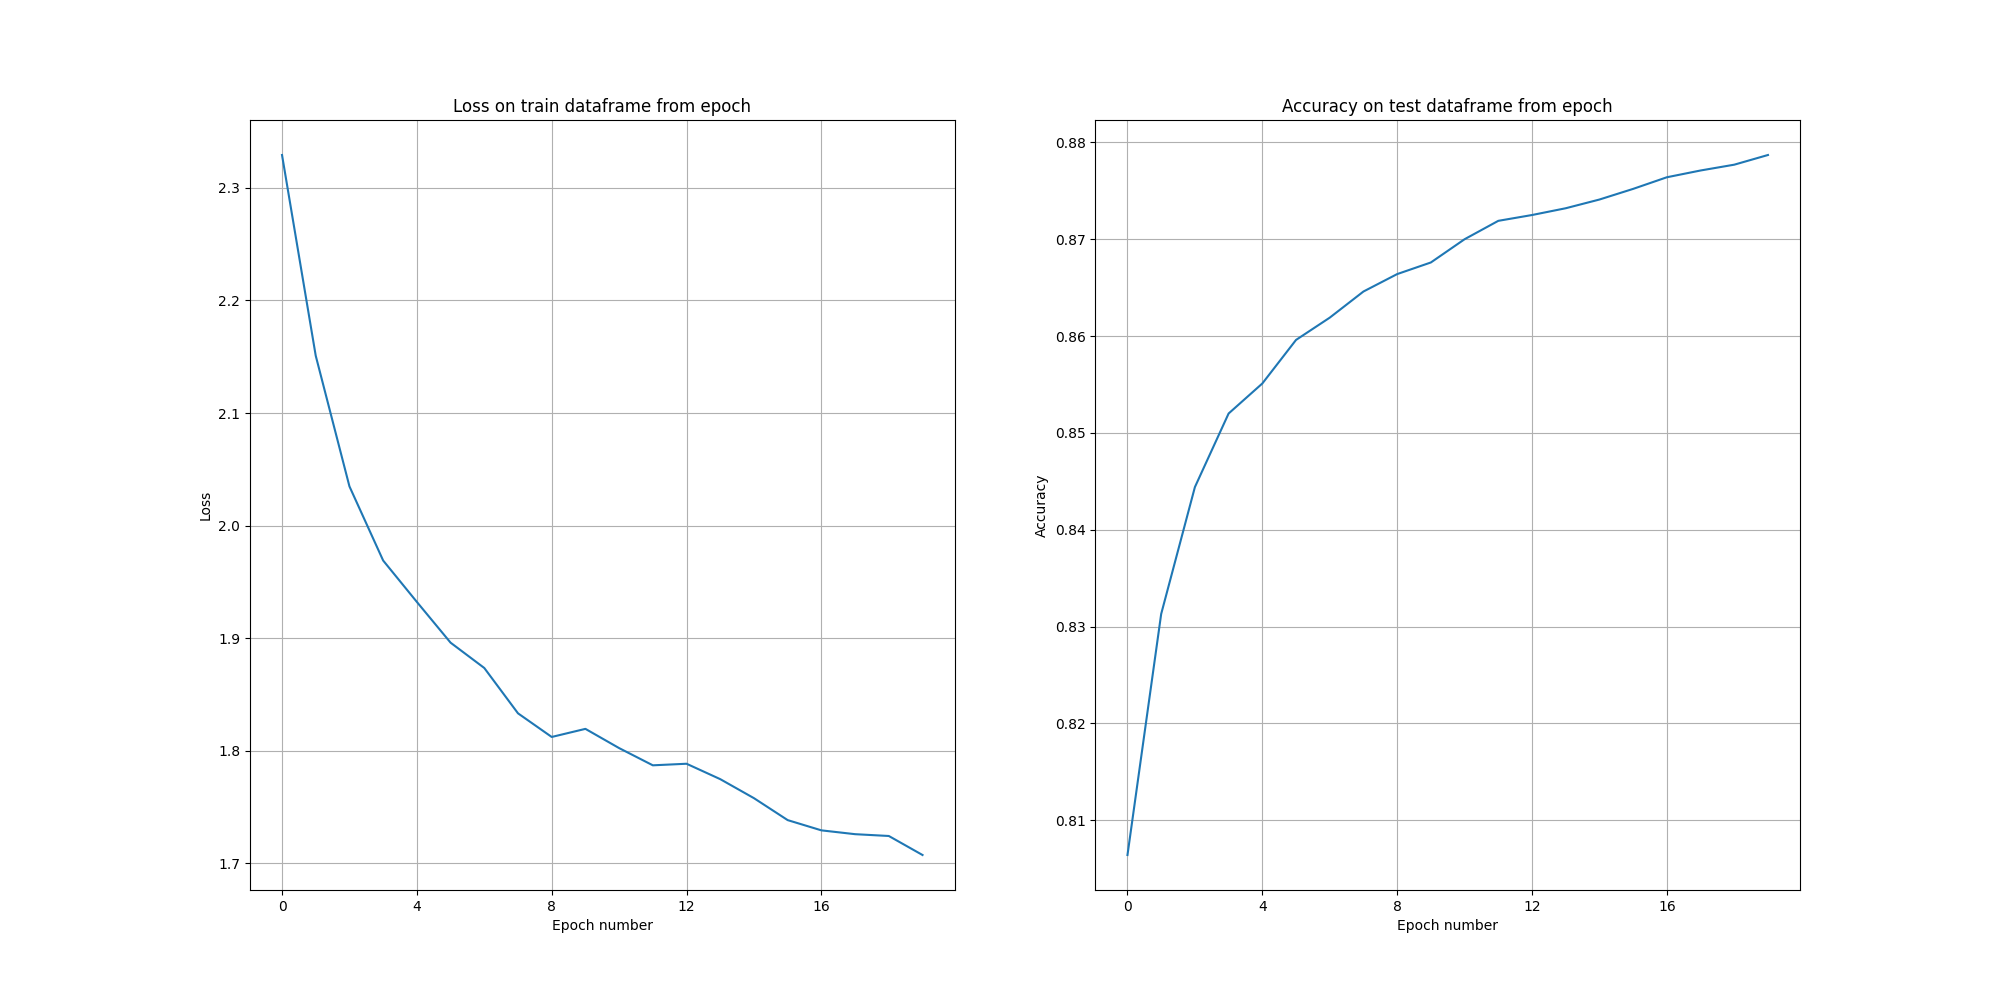 Loss on train dataframe from epoch
Loss
2.3
2.2
2.1
2.0
1.9
1.8
1.7
0 4 8 12 16
Epoch number
Accuracy on test dataframe from epoch
Accuracy
0.88
0.87
0.86
0.85
0.84
0.83
0.82
0.81
0 4 8 12 16
Epoch number